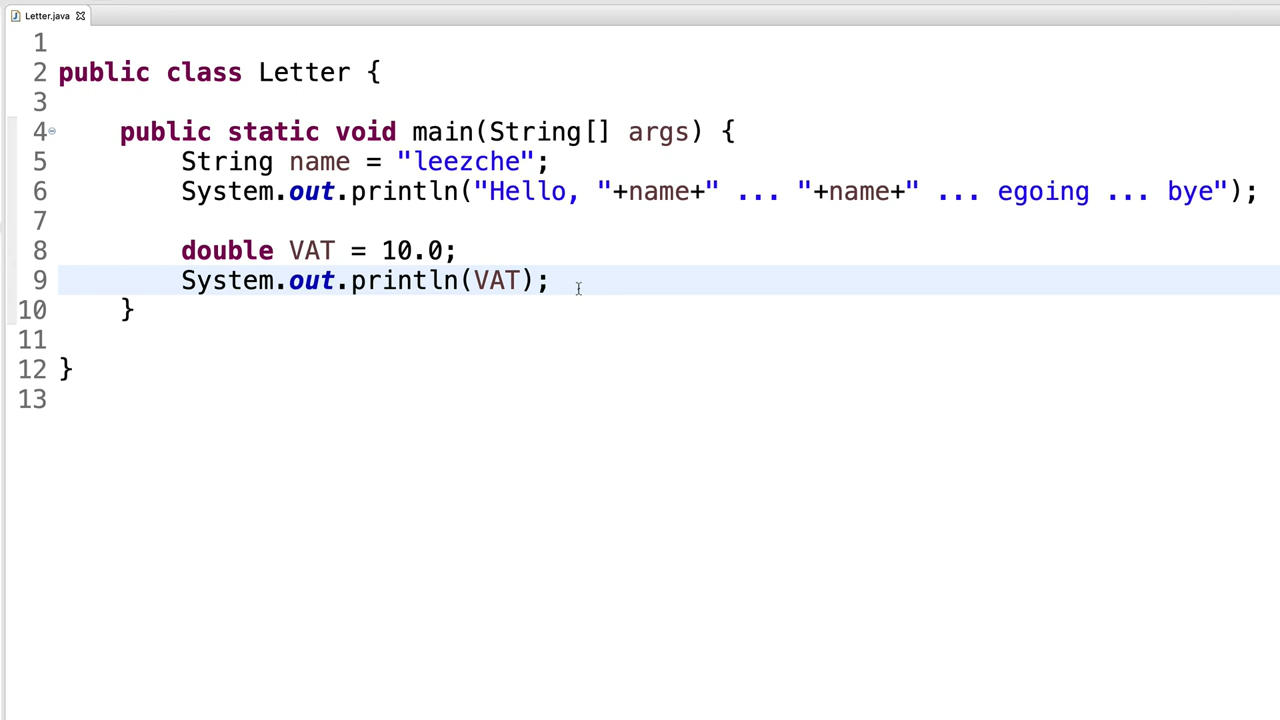 Letter.java
1
2 public class Letter {
3
4 public static void main(String[] args) {
5 String name = "leezche";
6 System.out.println("Hello, "+name+" ... "+name+" ... egoing ... bye");
7
8 double VAT = 10.0;
9 System.out.println(VAT);
10 }
11
12 }
13